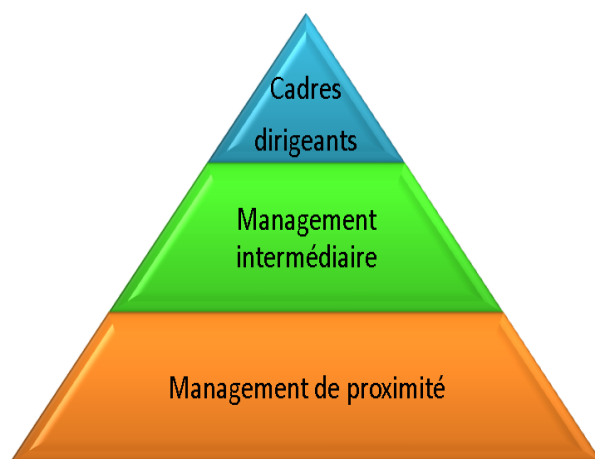 Cadres
dirigeants
Management
intermédiaire
Management de proximité